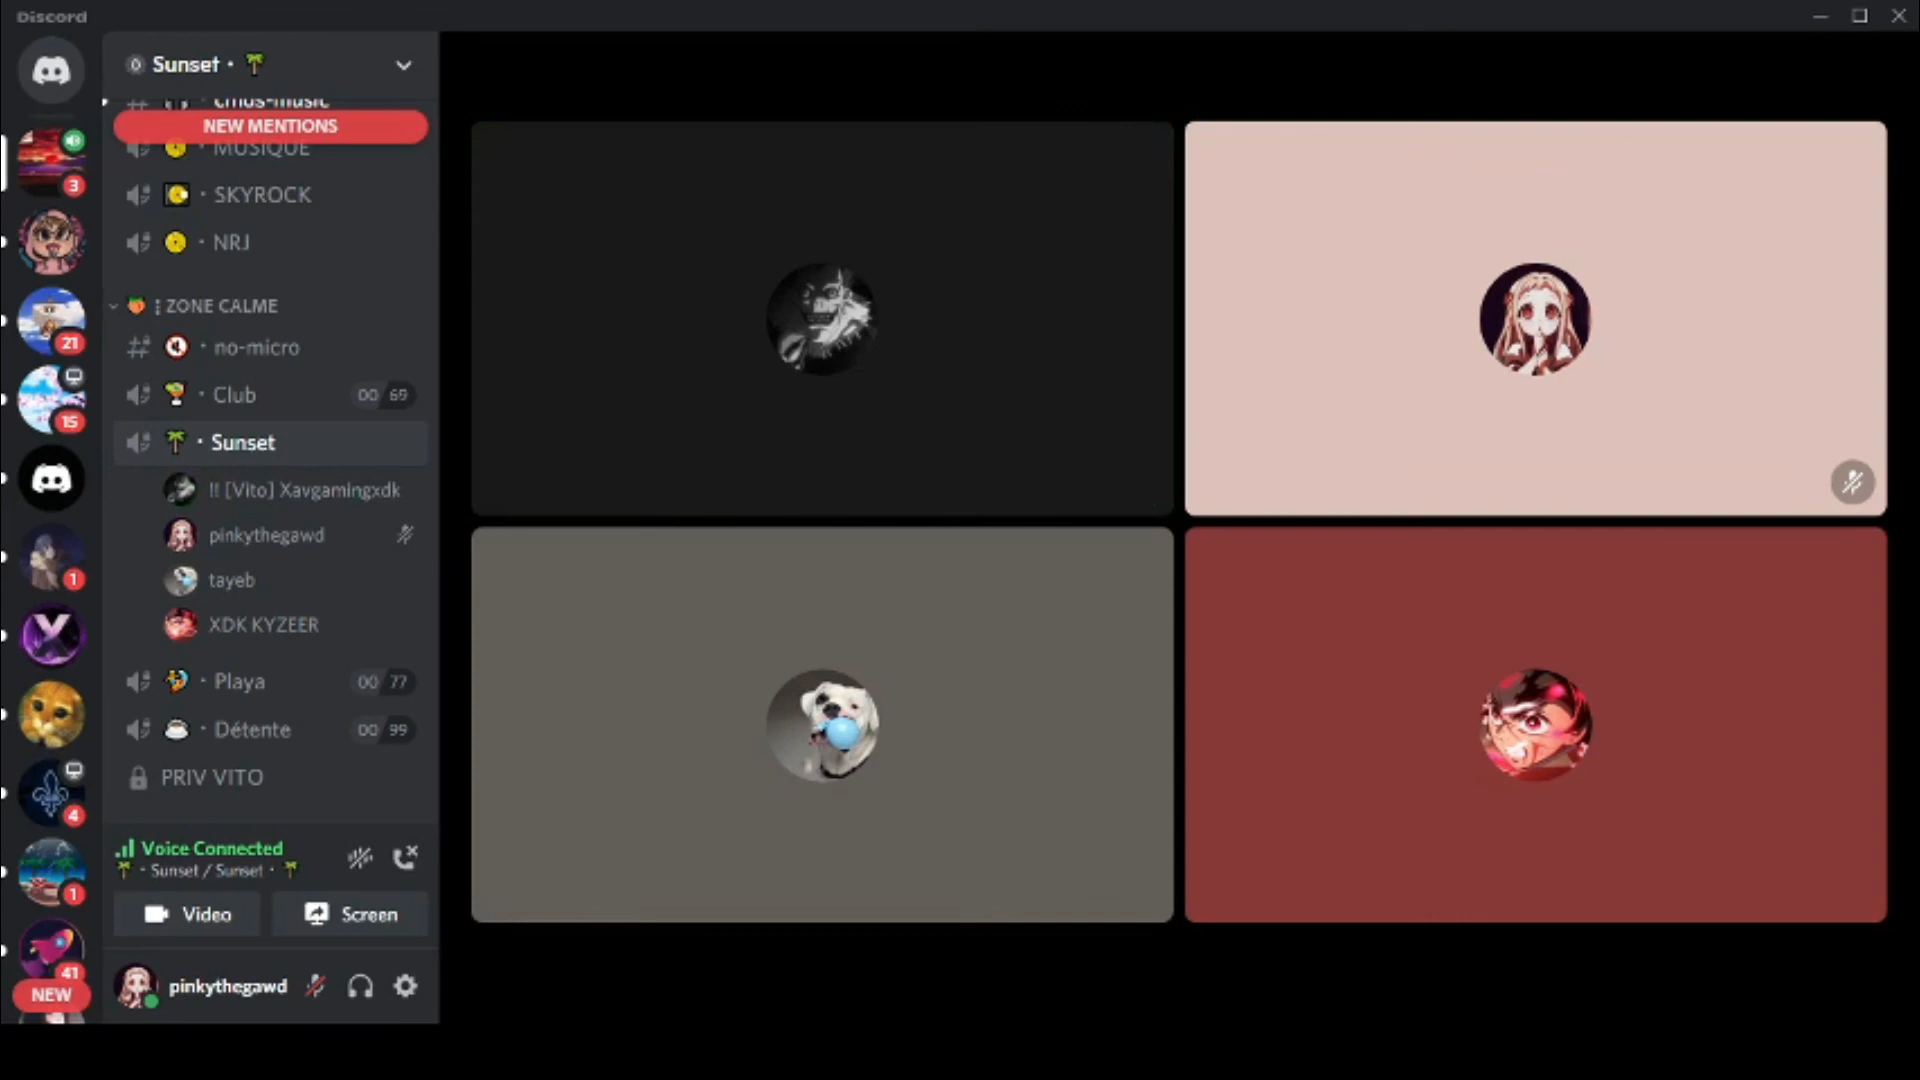 Discord
Sunset ·
cmds-music
NEW MENTIONS
· MUSIQUE
· SKYROCK
· NRJ
ZONE CALME
· no-micro
· Club 00 69
· Sunset
!! [Vito] Xavgamingxdk
pinkythegawd
tayeb
XDK KYZEER
· Playa 00 77
· Détente 00 99
PRIV VITO
Voice Connected
· Sunset / Sunset ·
Video
Screen
pinkythegawd
3
21
15
1
4
1
41
NEW